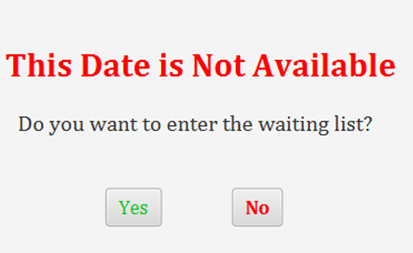 This Date is Not Available
Do you want to enter the waiting list?
Yes No